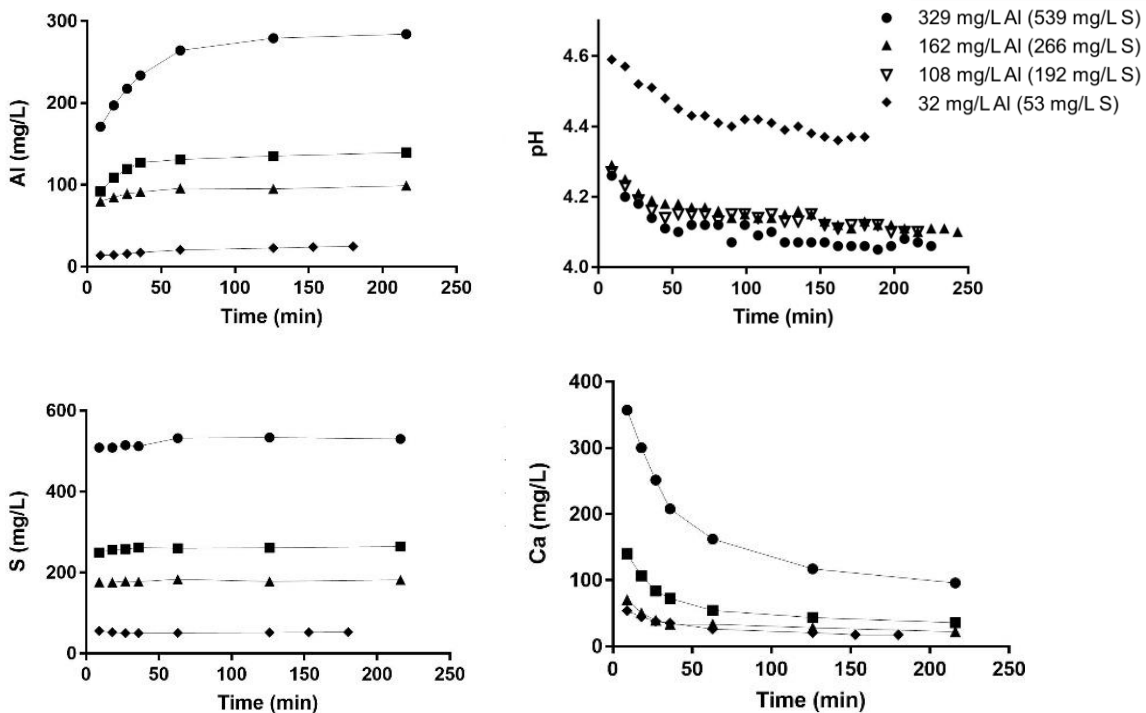 300
200
100
0
Al (mg/L)
0 50 100 150 200 250
Time (min)
4.6
4.4
4.2
4.0
pH
0 50 100 150 200 250
Time (min)
329 mg/L Al (539 mg/L S)
162 mg/L Al (266 mg/L S)
108 mg/L Al (192 mg/L S)
32 mg/L Al (53 mg/L S)
600
400
200
0
S (mg/L)
0 50 100 150 200 250
Time (min)
400
300
200
100
0
Ca (mg/L)
0 50 100 150 200 250
Time (min)